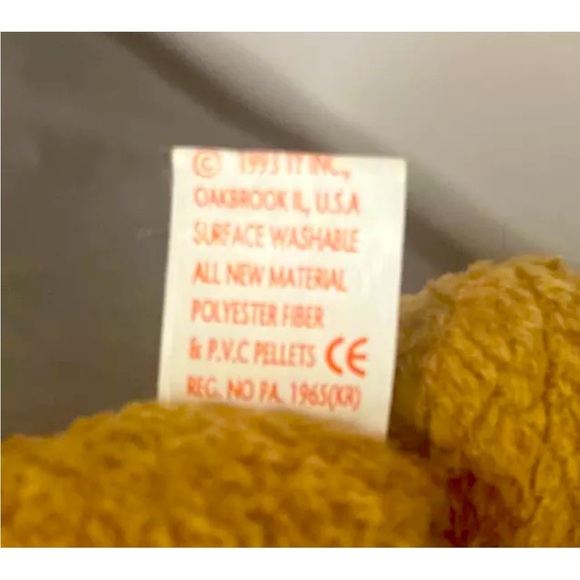 © 1993 TY INC.,
OAKBROOK IL, U.S.A
SURFACE WASHABLE
ALL NEW MATERIAL
POLYESTER FIBER
& P.V.C PELLETS CE
REG. NO PA. 1965(KR)